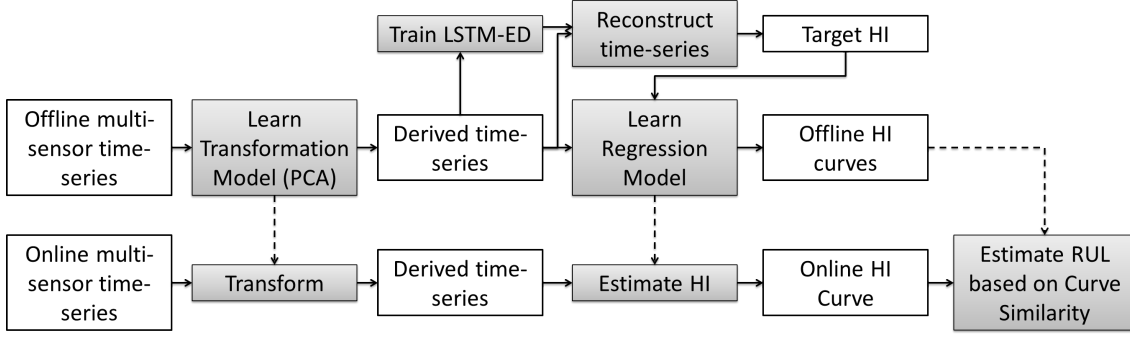 Train LSTM-ED
Reconstruct
time-series
Target HI
Offline multi-
sensor time-
series
Learn
Transformation
Model (PCA)
Derived time-
series
Learn
Regression
Model
Offline HI
curves
Online multi-
sensor time-
series
Transform
Derived time-
series
Estimate HI
Online HI
Curve
Estimate RUL
based on Curve
Similarity